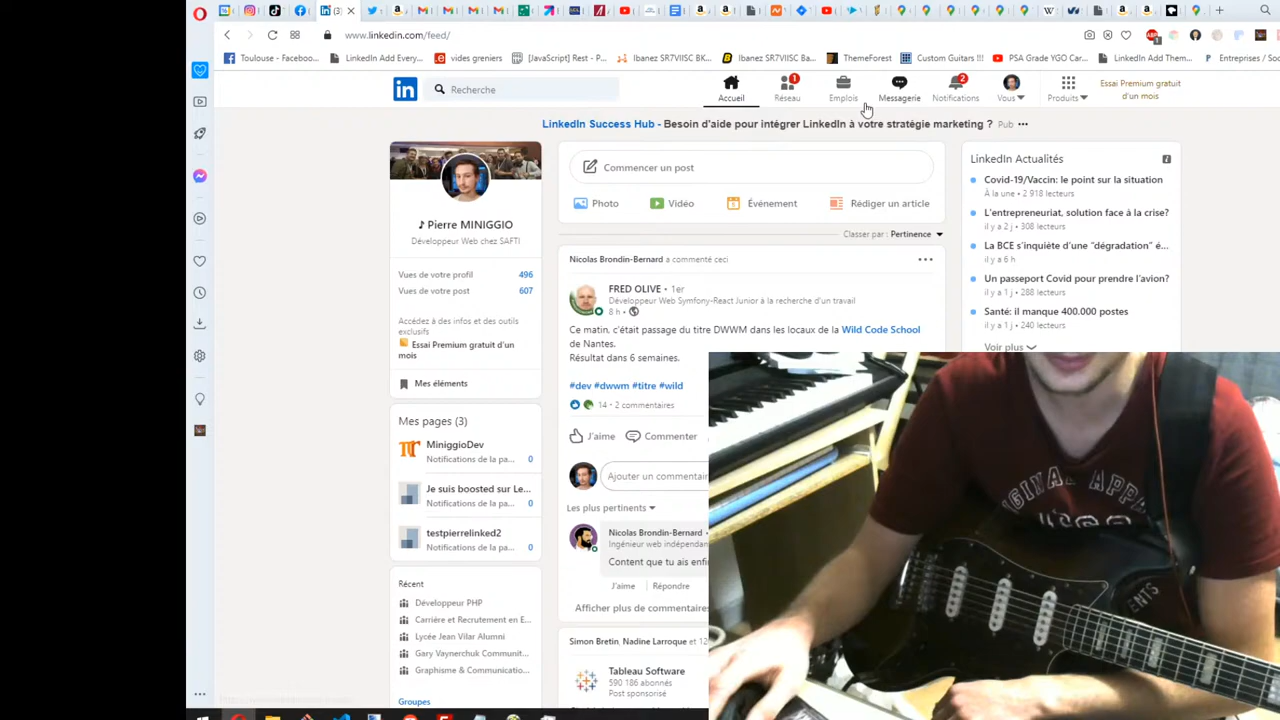 in (3)
www.linkedin.com/feed/
Toulouse - Faceboo...
LinkedIn Add Every...
vides greniers
[JavaScript] Rest - P...
Ibanez SR7VIISC BK...
Ibanez SR7VIISC Bag...
ThemeForest
Custom Guitars !!!
PSA Grade YGO Ca...
LinkedIn Add Them...
Entreprises / So
in
Recherche
Accueil
Réseau
1
Emplois
Messagerie
Notifications
2
Vous
Produits
Essai Premium gratuit
d'un mois
LinkedIn Success Hub - Besoin d'aide pour intégrer LinkedIn à votre stratégie marketing ? Pub
♪ Pierre MINIGGIO
Développeur Web chez SAFTI
Vues de votre profil 496
Vues de votre post 607
Accédez à des infos et des outils
exclusifs
Essai Premium gratuit d'un
mois
Mes éléments
Mes pages (3)
MiniggioDev
Notifications de la pa... 0
Je suis boosted sur Le...
Notifications de la pa... 0
testpierrelinked2
Notifications de la pa... 0
Récent
Développeur PHP
Carrière et Recrutement en E...
Lycée Jean Vilar Alumni
Gary Vaynerchuk Communit...
Graphisme & Communicatio...
Groupes
Commencer un post
Photo
Vidéo
Événement
Rédiger un article
Classer par : Pertinence
Nicolas Brondin-Bernard a commenté ceci
FRED OLIVE • 1er
Développeur Web Symfony-React Junior à la recherche d'un travail
8 h •
Ce matin, c'était passage du titre DWWM dans les locaux de la Wild Code School
de Nantes.
Résultat dans 6 semaines.
#dev #dwwm #titre #wild
14 • 2 commentaires
J'aime
Commenter
Ajouter un commentai
Les plus pertinents
Nicolas Brondin-Bernard
Ingénieur web indépendan
Content que tu ais enfi
J'aime
Répondre
Afficher plus de commentaire
Simon Bretin, Nadine Larroque et 12
Tableau Software
590 186 abonnés
Post sponsorisé
LinkedIn Actualités
Covid-19/Vaccin: le point sur la situation
À la une • 2 918 lecteurs
L'entrepreneuriat, solution face à la crise?
il y a 2 j • 308 lecteurs
La BCE s'inquiète d'une "dégradation" é...
il y a 6 h
Un passeport Covid pour prendre l'avion?
il y a 1 j • 288 lecteurs
Santé: il manque 400.000 postes
il y a 1 j • 240 lecteurs
Voir plus